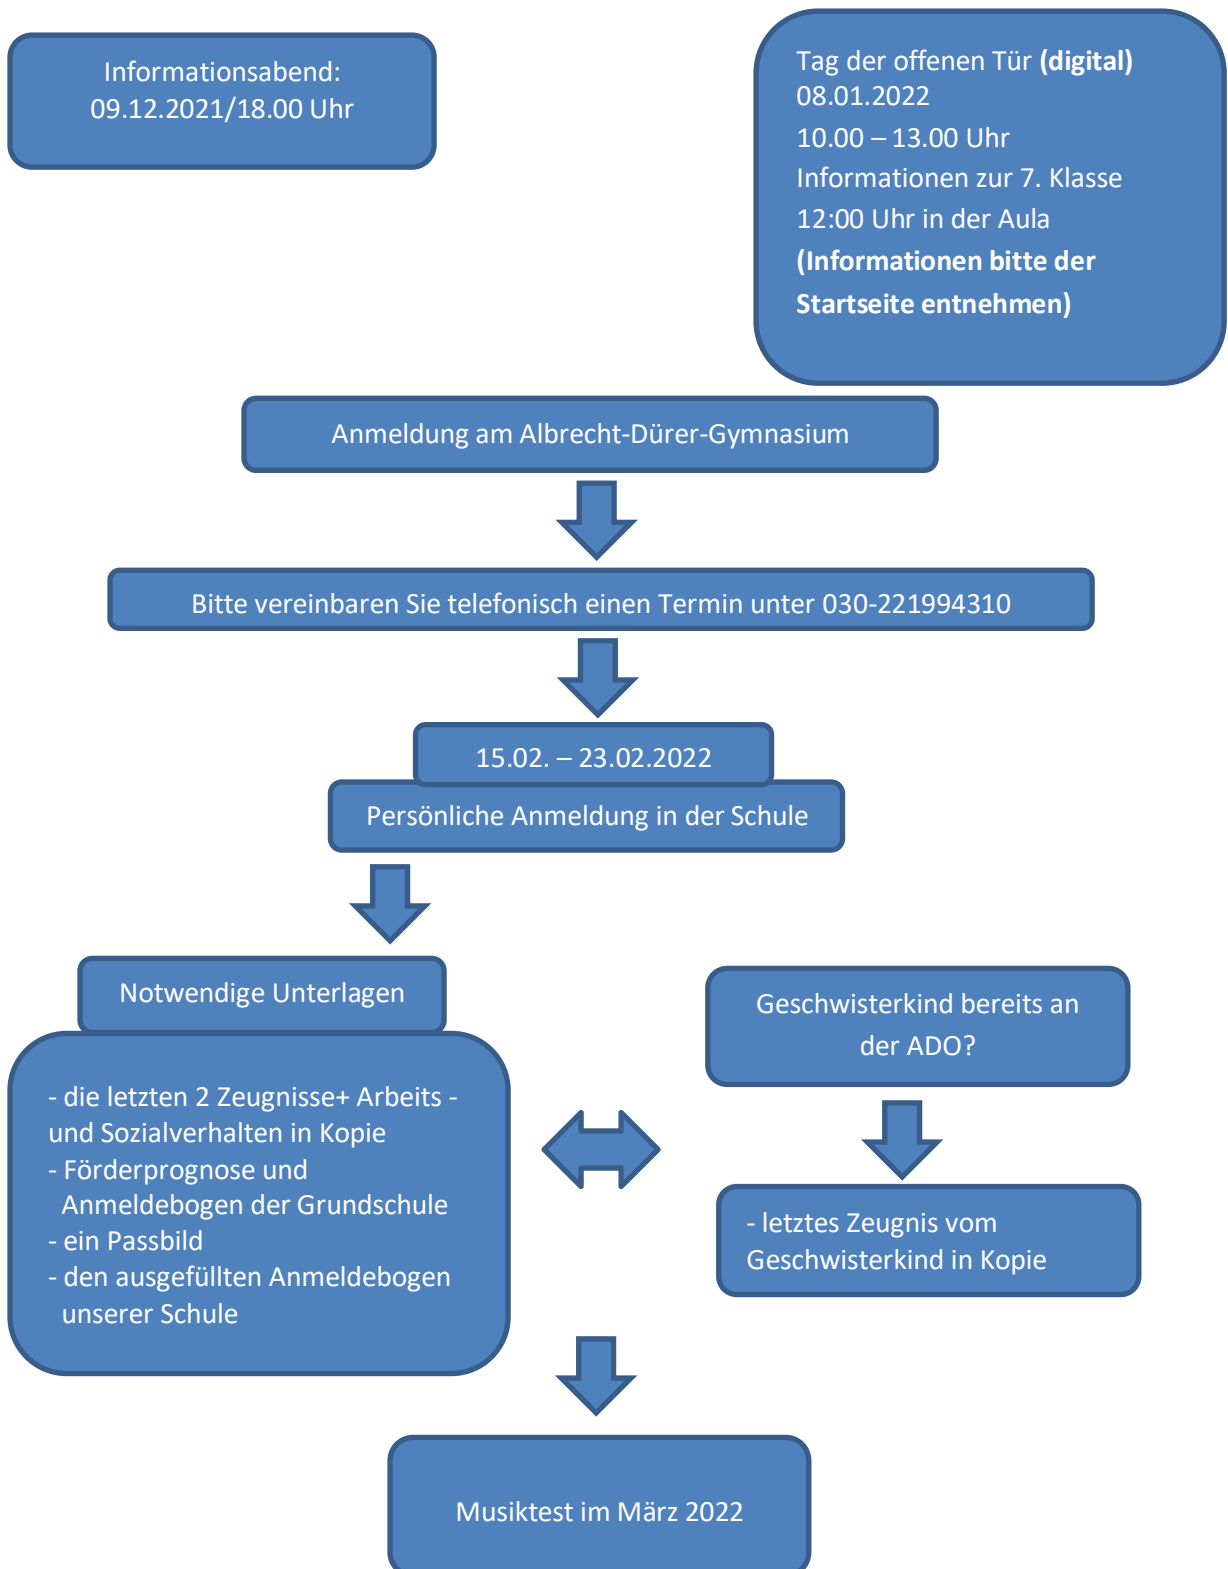 Informationsabend:
09.12.2021/18.00 Uhr
Tag der offenen Tür (digital)
08.01.2022
10.00 – 13.00 Uhr
Informationen zur 7. Klasse
12:00 Uhr in der Aula
(Informationen bitte der
Startseite entnehmen)
Anmeldung am Albrecht-Dürer-Gymnasium
Bitte vereinbaren Sie telefonisch einen Termin unter 030-221994310
15.02. – 23.02.2022
Persönliche Anmeldung in der Schule
Notwendige Unterlagen
- die letzten 2 Zeugnisse+ Arbeits -
und Sozialverhalten in Kopie
- Förderprognose und
Anmeldebogen der Grundschule
- ein Passbild
- den ausgefüllten Anmeldebogen
unserer Schule
Geschwisterkind bereits an
der ADO?
- letztes Zeugnis vom
Geschwisterkind in Kopie
Musiktest im März 2022